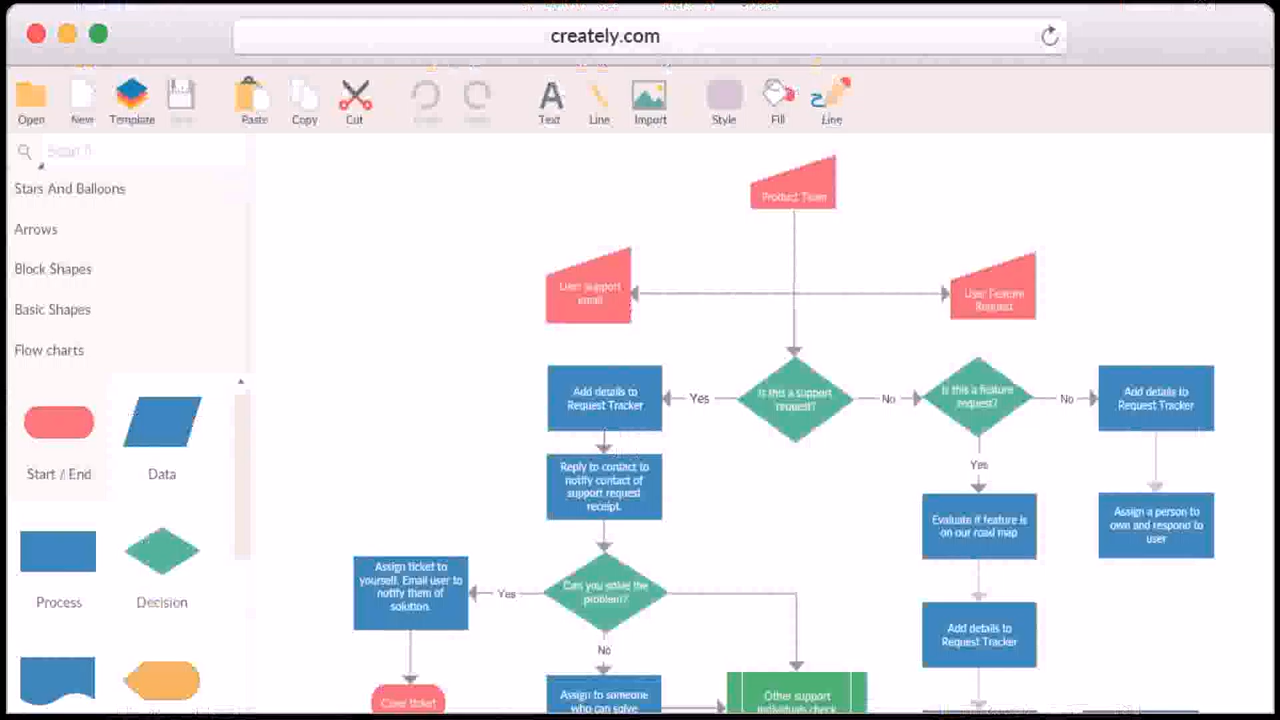 creately.com
Open
New
Template
Paste
Copy
Cut
Text
Line
Import
Style
Fill
Line
Stars And Balloons
Arrows
Block Shapes
Basic Shapes
Flow charts
Start / End
Data
Process
Decision
Product Team
User Support
email
User Feature
Request
Add details to
Request Tracker
Yes
Is this a support
request?
No
Is this a feature
request?
No
Add details to
Request Tracker
Reply to contact to
notify contact of
support request
receipt.
Yes
Evaluate if feature is
on our road map
Assign a person to
own and respond to
user
Assign ticket to
yourself. Email user to
notify them of
solution.
Yes
Can you solve the
problem?
No
Add details to
Request Tracker
Close ticket
Assign to someone
who can solve
Other support
individuals check